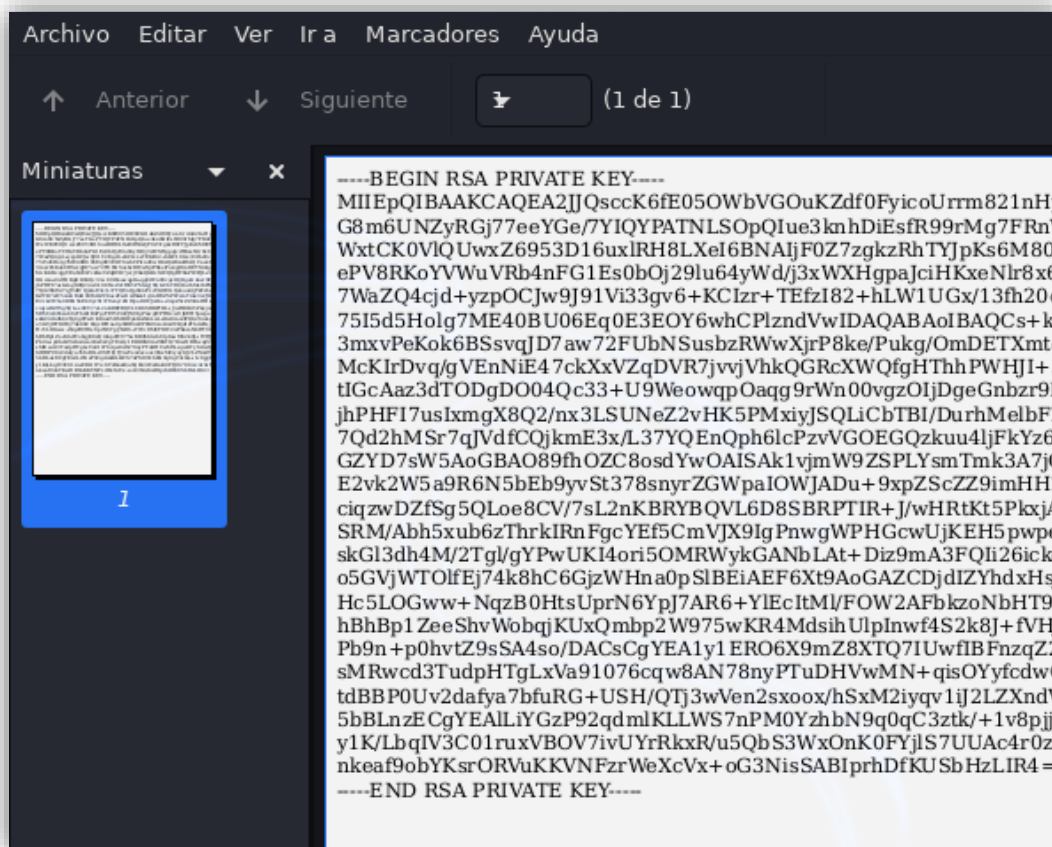 Archivo Editar Ver Ir a Marcadores Ayuda
Anterior Siguiente 1 (1 de 1)
Miniaturas
1
-----BEGIN RSA PRIVATE KEY-----
MIIEpQIBAAKCAQEA2JJQsccK6fE05OWbVGOuKZdf0FyicoUrrm821nH
G8m6UNZyRGj77eeYGe/7YIQYPATNLSOpQIue3knhDiEsfR99rMg7FRn
WxtCK0VlQUwxZ6953D16uxlRH8LXeI6BNAIjF0Z7zgkzRhTYJpKs6M80
ePV8RKoYVWuVRb4nFG1Es0bOj29lu64yWd/j3xWXHgpaJciHKxeNlr8x6
7WaZQ4cjd+yzpOCJw9J91Vi33gv6+KCIzr+TEfzI82+hLW1UGx/13fh20
75I5d5Holg7ME40BU06Eq0E3EOY6whCPlzndVwIDAQABAoIBAQCs+k
3mxvPeKok6BSsvqJD7aw72FUbNSusbzRWwXjrP8ke/Pukg/OmDETXmt
McKIrDvq/gVEnNiE47ckXxVZqDVR7jvvjVhkQGRcXWQfgHThhPWHJI+
tIGcAaz3dTODgDO04Qc33+U9WeowqpOaqg9rWn00vgzOIjDgeGnbzr9
jhPHFI7usIxmgX8Q2/nx3LSUNeZ2vHK5PMxiyJSQLiCbTBI/DurhMelbF
7Qd2hMSr7qJVdfCQjkmE3x/L37YQEnQph6lcPzvVGOEGQzkuu4ljFkYz6
GZYD7sW5AoGBAO89fhOZC8osdYwOAISAk1vjmW9ZSPLYsmTmk3A7j
E2vk2W5a9R6N5bEb9yvSt378snyrZGWpaIOWJADu+9xpZScZZ9imHH
ciqzwDZfSg5QLoe8CV/7sL2nKBRYBQVL6D8SBRPTIR+J/wHRtKt5Pkxj
SRM/Abh5xub6zThrkIRnFgcYEf5CmVJX9IgPnwgWPHGcwUjKEH5pwp
skGl3dh4M/2Tgl/gYPwUKI4ori5OMRWykGANbLAt+Diz9mA3FQIi26ick
o5GVjWTOlfEj74k8hC6GjzWHna0pSlBEiAEF6Xt9AoGAZCDjdIZYhdxHs
Hc5LOGww+NqzB0HtsUprN6YpJ7AR6+YlEcItMl/FOW2AFbkzoNbHT9
hBhBp1ZeeShvWobqjKUxQmbp2W975wKR4MdsihUlpInwf4S2k8J+fVH
Pb9n+p0hvtZ9sSA4so/DACsCgYEA1y1ERO6X9mZ8XTQ7IUwfIBFnzqZ
sMRwcd3TudpHTgLxVa91076cqw8AN78nyPTuDHVwMN+qisOYyfcdw
tdBBP0Uv2dafya7bfuRG+USH/QTj3wVen2sxoox/hSxM2iyqv1iJ2LZXnd
5bBLnzECgYEAlLiYGzP92qdmlKLLWS7nPM0YzhbN9q0qC3ztk/+1v8pjj
y1K/LbqIV3C01ruxVBOV7ivUYrRkxR/u5QbS3WxOnK0FYjlS7UUAc4r0z
nkeaf9obYKsrORVuKKVNFzrWeXcVx+oG3NisSABIprhDfKUSbHzLIR4=
-----END RSA PRIVATE KEY-----